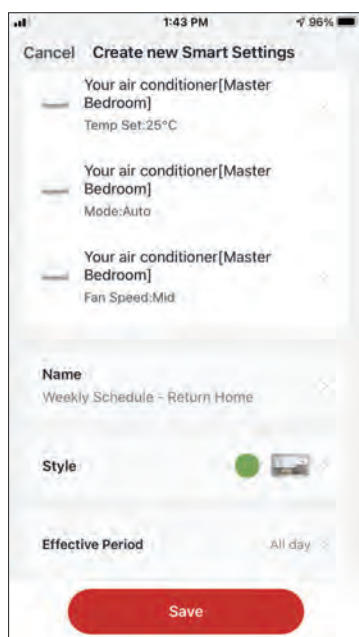 1:43 PM
96%
Cancel Create new Smart Settings
Your air conditioner[Master
Bedroom]
Temp Set:25°C
Your air conditioner[Master
Bedroom]
Mode:Auto
Your air conditioner[Master
Bedroom]
Fan Speed:Mid
Name
Weekly Schedule - Return Home
Style
Effective Period All day
Save